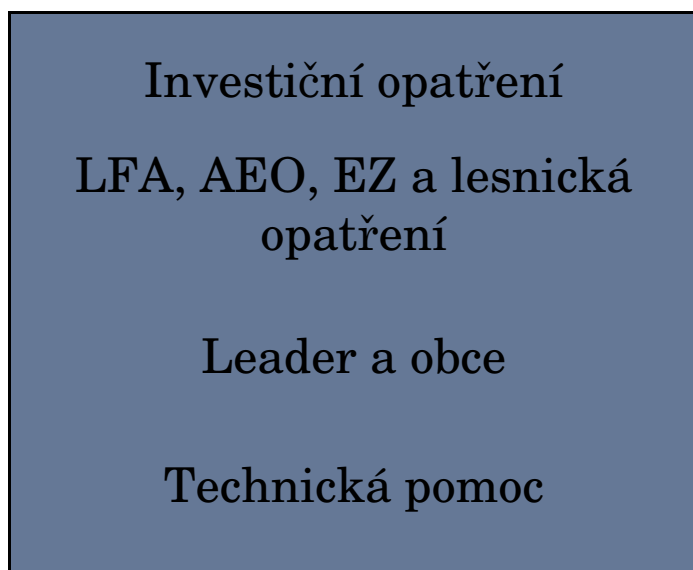 Investiční opatření
LFA, AEO, EZ a lesnická
opatření
Leader a obce
Technická pomoc